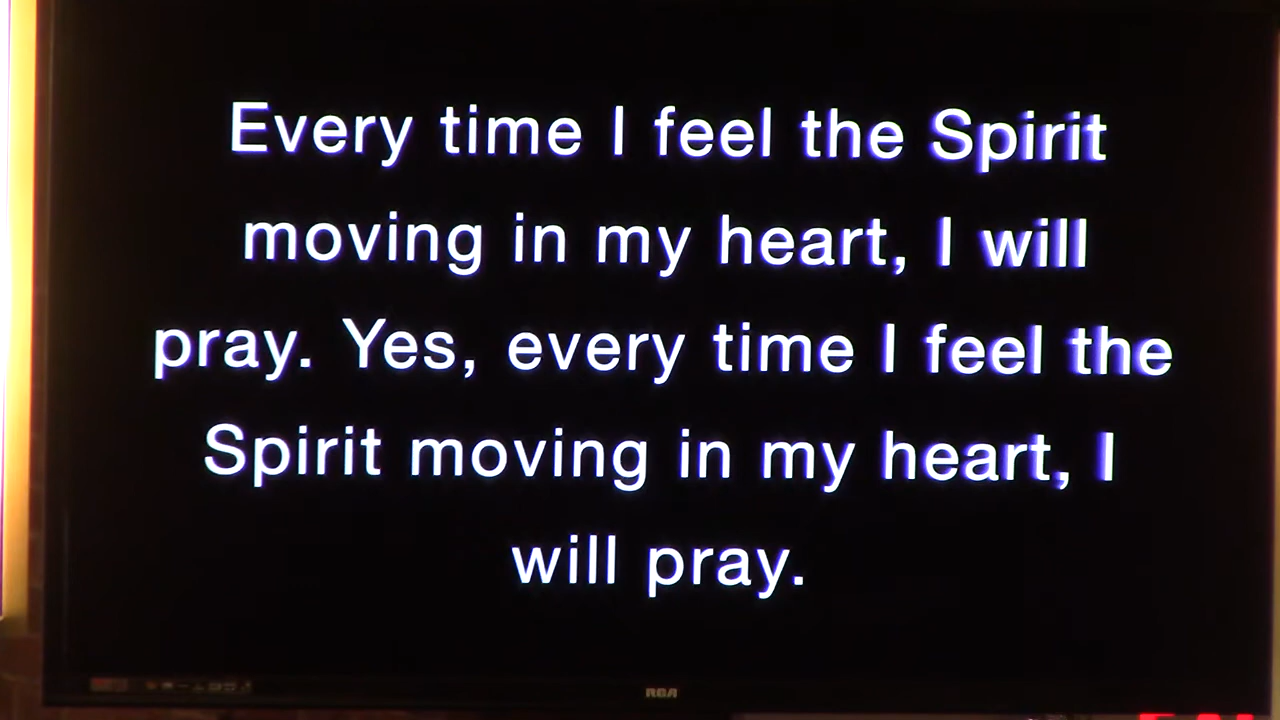 Every time I feel the Spirit
moving in my heart, I will
pray. Yes, every time I feel the
Spirit moving in my heart, I
will pray.
RCA